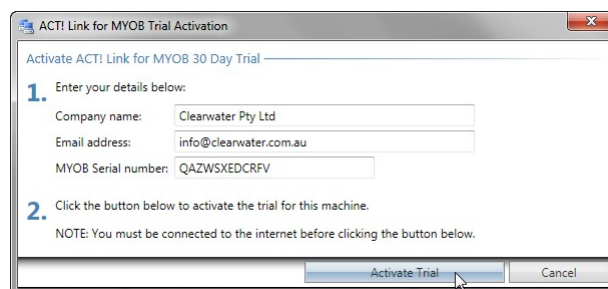 ACT! Link for MYOB Trial Activation
Activate ACT! Link for MYOB 30 Day Trial
1. Enter your details below:
Company name: Clearwater Pty Ltd
Email address: info@clearwater.com.au
MYOB Serial number: QAZWSXEDCRFV
2. Click the button below to activate the trial for this machine.
NOTE: You must be connected to the internet before clicking the button below.
Activate Trial Cancel